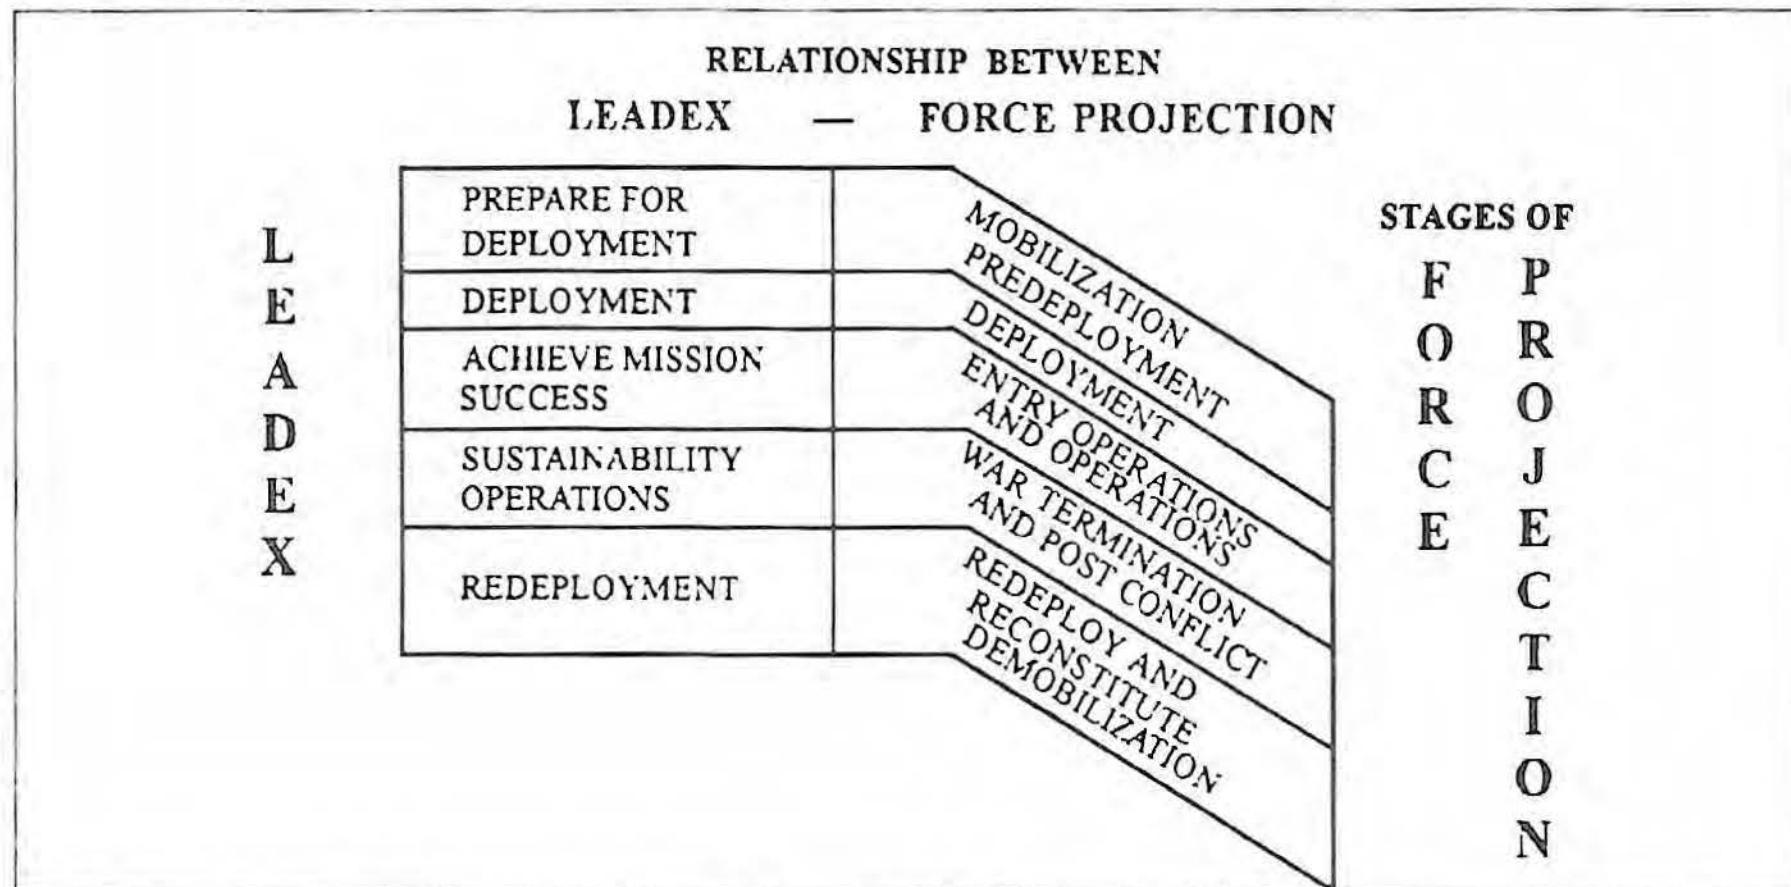 RELATIONSHIP BETWEEN
LEADEX — FORCE PROJECTION
LEADEX
PREPARE FOR
DEPLOYMENT
DEPLOYMENT
ACHIEVE MISSION
SUCCESS
SUSTAINABILITY
OPERATIONS
REDEPLOYMENT
MOBILIZATION
PREDEPLOYMENT
DEPLOYMENT
ENTRY OPERATIONS
AND OPERATIONS
WAR TERMINATION
AND POST CONFLICT
REDEPLOY AND
RECONSTITUTE
DEMOBILIZATION
STAGES OF
FORCE
PROJECTION